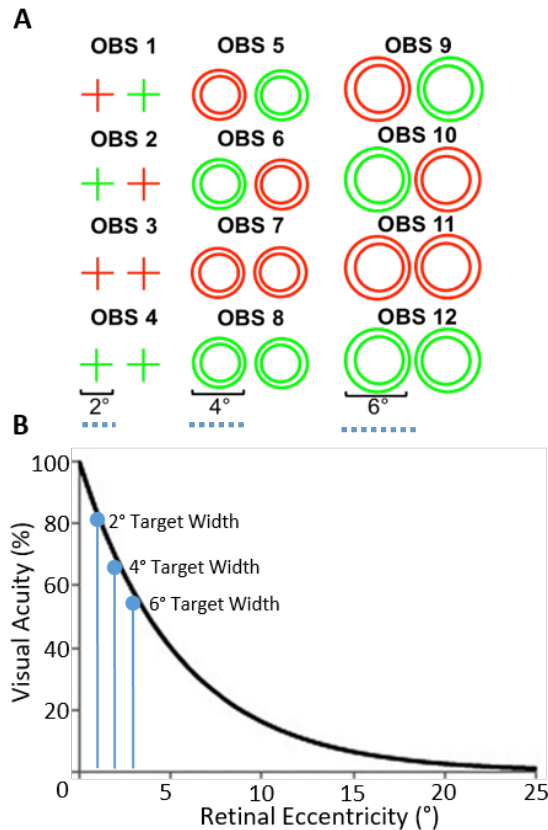 A
OBS 1 OBS 5 OBS 9
OBS 2 OBS 6 OBS 10
OBS 3 OBS 7 OBS 11
OBS 4 OBS 8 OBS 12
2° 4° 6°
B
100
80
60
40
20
0
2° Target Width
4° Target Width
6° Target Width
Visual Acuity (%)
5 10 15 20 25
Retinal Eccentricity (°)